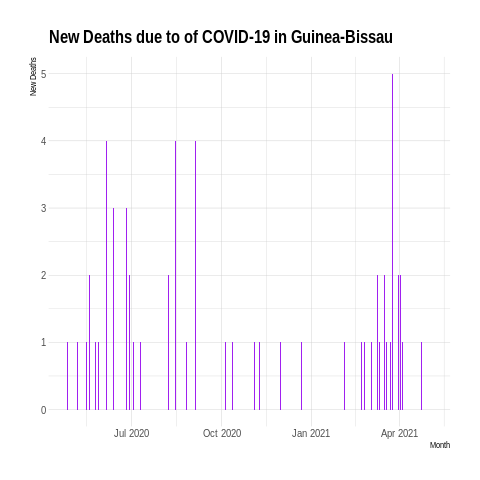 New Deaths due to of COVID-19 in Guinea-Bissau
New Deaths
5
4
3
2
1
0
Jul 2020 Oct 2020 Jan 2021 Apr 2021
Month